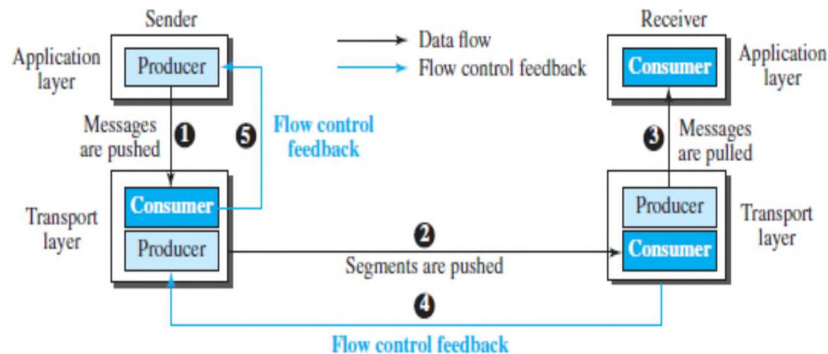 Sender
Receiver
Application
layer
Producer
Data flow
Flow control feedback
Consumer
Application
layer
Messages
are pushed
1
5
Flow control
feedback
3
Messages
are pulled
Transport
layer
Consumer
Producer
2
Segments are pushed
Producer
Consumer
Transport
layer
4
Flow control feedback